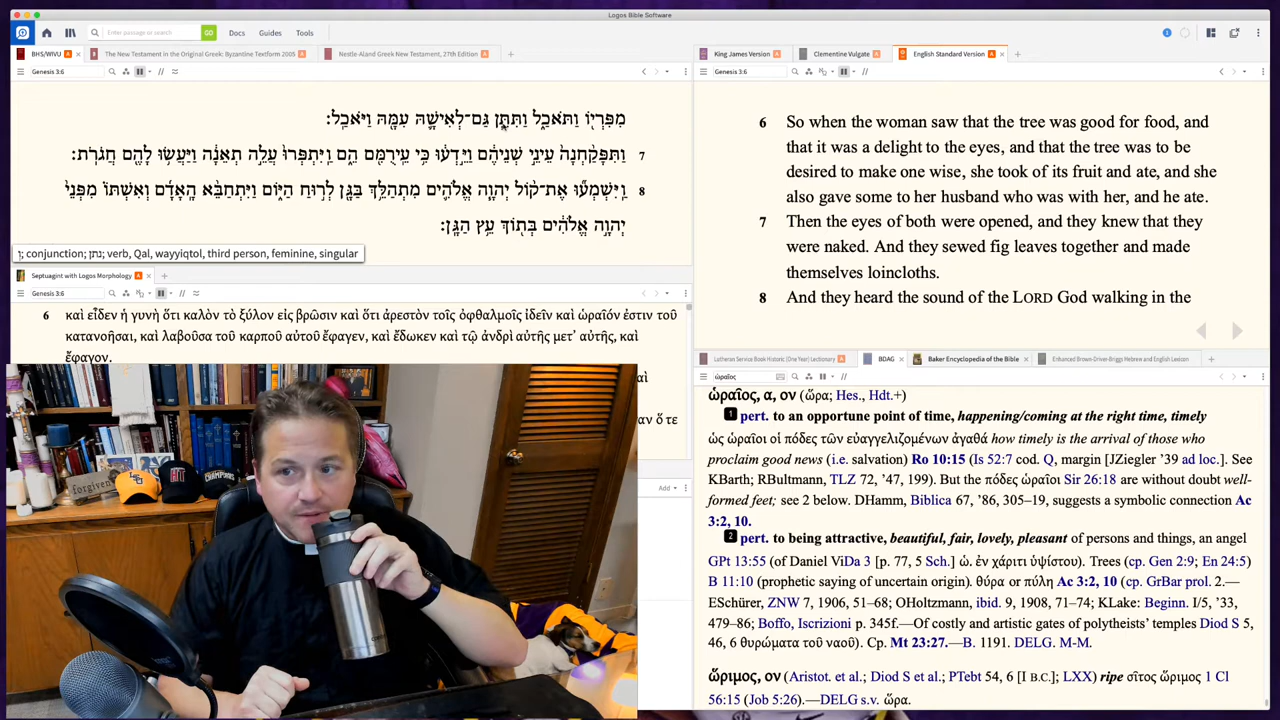 Logos Bible Software
Enter passage or search
GO
Docs
Guides
Tools
BHS/WIVU A
The New Testament in the Original Greek: Byzantine Textform 2005 A
Nestle-Aland Greek New Testament, 27th Edition A
Genesis 3:6
מִפִּרְי֖וֹ וַתֹּאכַ֑ל וַתִּתֵּ֧ן גַּם־לְאִישָׁ֛הּ עִמָּ֖הּ וַיֹּאכַֽל׃
7 וַתִּפָּקַ֙חְנָה֙ עֵינֵ֣י שְׁנֵיהֶ֔ם וַיֵּ֣דְע֔וּ כִּ֥י עֵֽירֻמִּ֖ם הֵ֑ם וַֽיִּתְפְּרוּ֙ עֲלֵ֣ה תְאֵנָ֔ה וַיַּעֲשׂ֥וּ לָהֶ֖ם חֲגֹרֹֽת׃
8 וַֽיִּשְׁמְע֞וּ אֶת־ק֨וֹל יְהוָ֧ה אֱלֹהִ֛ים מִתְהַלֵּ֥ךְ בַּגָּ֖ן לְר֣וּחַ הַיּ֑וֹם וַיִּתְחַבֵּ֨א הָֽאָדָ֜ם וְאִשְׁתּ֗וֹ מִפְּנֵי֙
יְהוָ֣ה אֱלֹהִ֔ים בְּת֖וֹךְ עֵ֥ץ הַגָּֽן׃
וְ; conjunction; נתן; verb, Qal, wayyiqtol, third person, feminine, singular
Septuagint with Logos Morphology A
Genesis 3:6
6 καὶ εἶδεν ἡ γυνὴ ὅτι καλὸν τὸ ξύλον εἰς βρῶσιν καὶ ὅτι ἀρεστὸν τοῖς ὀφθαλμοῖς ἰδεῖν καὶ ὡραῖόν ἐστιν τοῦ
κατανοῆσαι, καὶ λαβοῦσα τοῦ καρποῦ αὐτοῦ ἔφαγεν, καὶ ἔδωκεν καὶ τῷ ἀνδρὶ αὐτῆς μετʼ αὐτῆς, καὶ
ἔφαγον.
αὶ
αν ὅ τε
Add
forgiven
CHAMPIONS
King James Version A
Clementine Vulgate A
English Standard Version A
Genesis 3:6
6 So when the woman saw that the tree was good for food, and
that it was a delight to the eyes, and that the tree was to be
desired to make one wise, she took of its fruit and ate, and she
also gave some to her husband who was with her, and he ate.
7 Then the eyes of both were opened, and they knew that they
were naked. And they sewed fig leaves together and made
themselves loincloths.
8 And they heard the sound of the LORD God walking in the
Lutheran Service Book Historic (One Year) Lectionary A
BDAG
Baker Encyclopedia of the Bible
Enhanced Brown-Driver-Briggs Hebrew and English Lexicon
ὡραῖος
ὡραῖος, α, ον (ὥρα; Hes., Hdt.+)
1 pert. to an opportune point of time, happening/coming at the right time, timely
ὡς ὡραῖοι οἱ πόδες τῶν εὐαγγελιζομένων ἀγαθά how timely is the arrival of those who
proclaim good news (i.e. salvation) Ro 10:15 (Is 52:7 cod. Q, margin [JZiegler ’39 ad loc.]. See
KBarth; RBultmann, TLZ 72, ’47, 199). But the πόδες ὡραῖοι Sir 26:18 are without doubt well-
formed feet; see 2 below. DHamm, Biblica 67, ’86, 305–19, suggests a symbolic connection Ac
3:2, 10.
2 pert. to being attractive, beautiful, fair, lovely, pleasant of persons and things, an angel
GPt 13:55 (of Daniel ViDa 3 [p. 77, 5 Sch.] ὡ. ἐν χάριτι ὑψίστου). Trees (cp. Gen 2:9; En 24:5)
B 11:10 (prophetic saying of uncertain origin). θύρα or πύλη Ac 3:2, 10 (cp. GrBar prol. 2.—
ESchürer, ZNW 7, 1906, 51–68; OHoltzmann, ibid. 9, 1908, 71–74; KLake: Beginn. I/5, ’33,
479–86; Boffo, Iscrizioni p. 345f.—Of costly and artistic gates of polytheists’ temples Diod S 5,
46, 6 θυρώματα τοῦ ναοῦ). Cp. Mt 23:27.—B. 1191. DELG. M-M.
ὥριμος, ον (Aristot. et al.; Diod S et al.; PTebt 54, 6 [I B.C.]; LXX) ripe σῖτος ὥριμος 1 Cl
56:15 (Job 5:26).—DELG s.v. ὥρα.